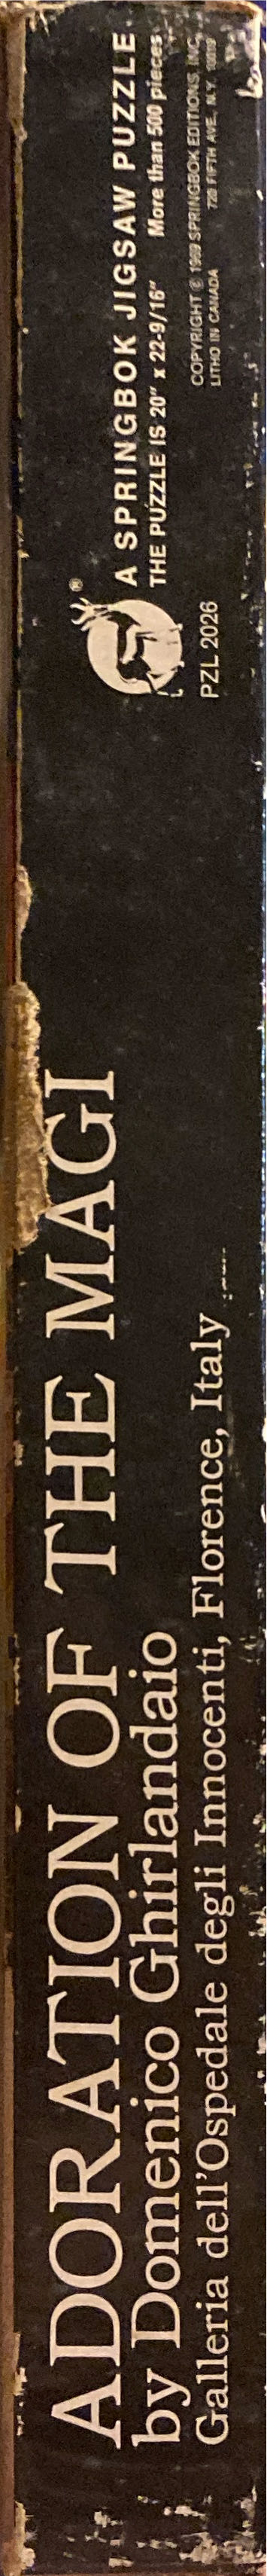 ADORATION OF THE MAGI
by Domenico Ghirlandaio
Galleria dell'Ospedale degli Innocenti, Florence, Italy
®
A SPRINGBOK JIGSAW PUZZLE
THE PUZZLE IS 20" x 22-9/16" More than 500 pieces
PZL 2026
COPYRIGHT © SPRINGBOK EDITIONS, INC.
LITHO IN CANADA FIFTH AVE. N.Y.